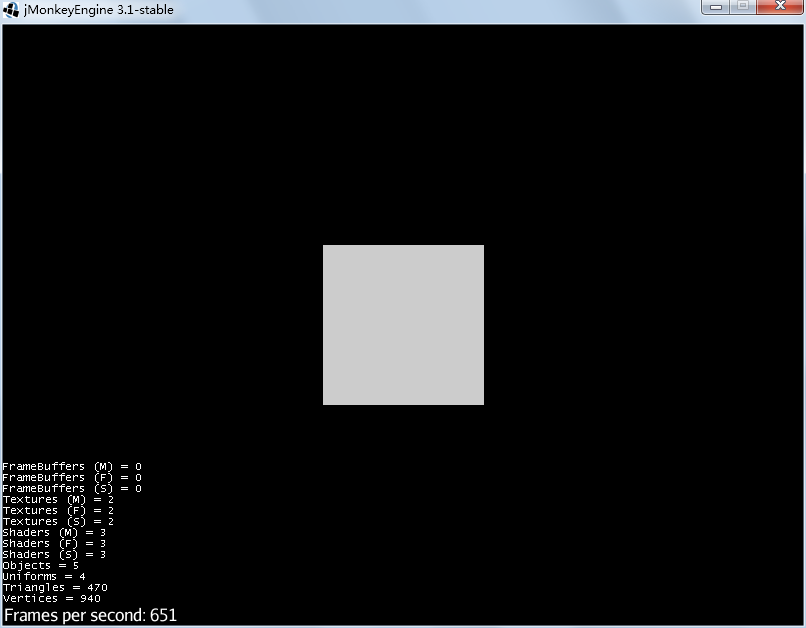 jMonkeyEngine 3.1-stable
FrameBuffers (M) = 0
FrameBuffers (F) = 0
FrameBuffers (S) = 0
Textures (M) = 2
Textures (F) = 2
Textures (S) = 2
Shaders (M) = 3
Shaders (F) = 3
Shaders (S) = 3
Objects = 5
Uniforms = 4
Triangles = 470
Vertices = 940
Frames per second: 651